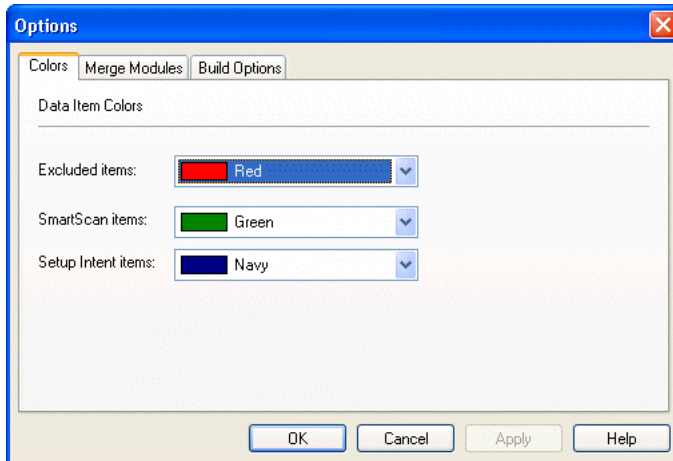 Options
Colors Merge Modules Build Options
Data Item Colors
Excluded items: Red
SmartScan items: Green
Setup Intent items: Navy
OK Cancel Apply Help